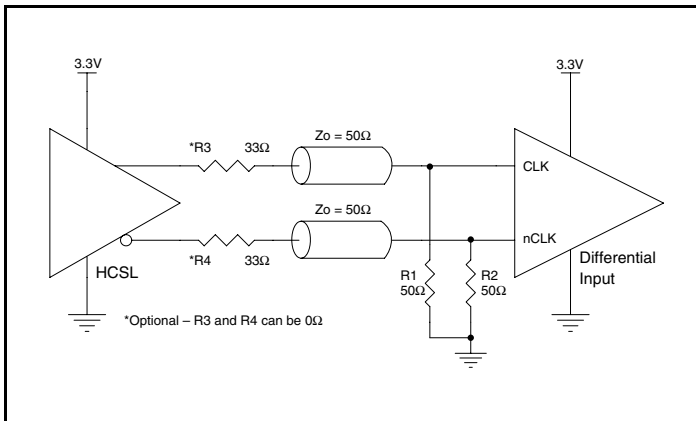 3.3V
3.3V
Zo = 50Ω
*R3 33Ω
CLK
Zo = 50Ω
nCLK
*R4 33Ω
HCSL
Differential
Input
R1
50Ω
R2
50Ω
*Optional – R3 and R4 can be 0Ω